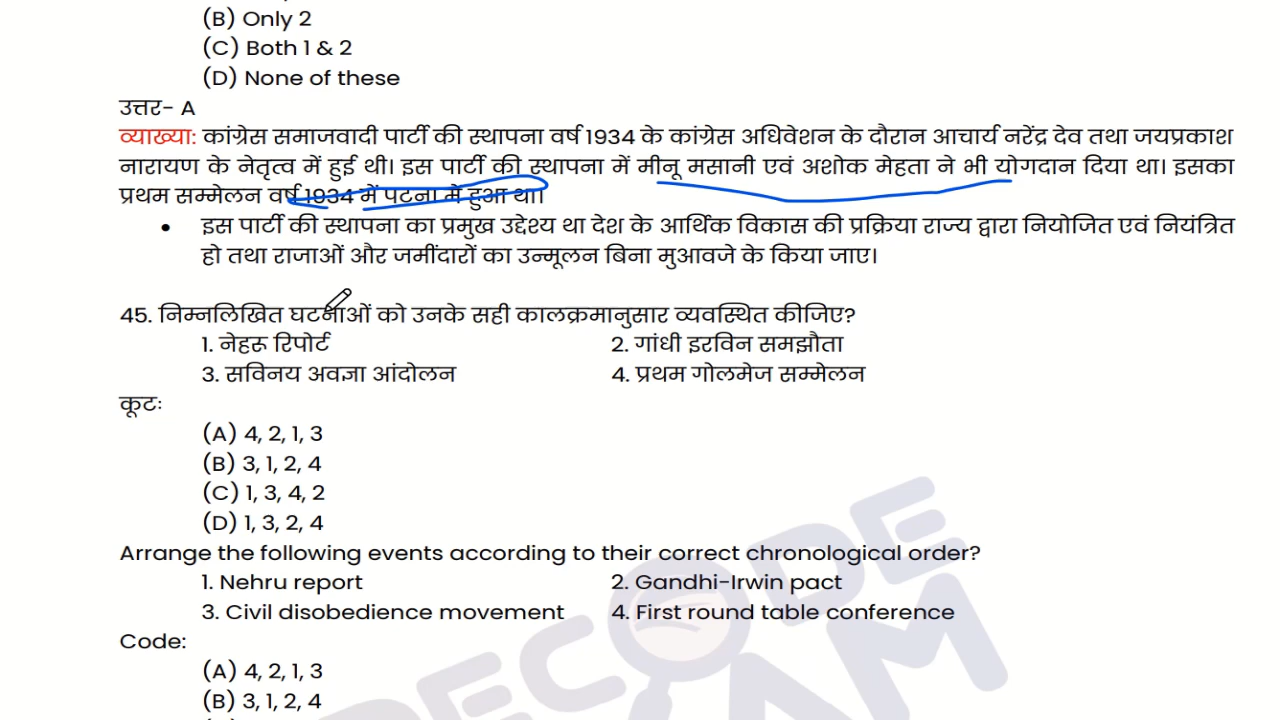 (B) Only 2
(C) Both 1 & 2
(D) None of these
उत्तर- A
व्याख्या: कांग्रेस समाजवादी पार्टी की स्थापना वर्ष 1934 के कांग्रेस अधिवेशन के दौरान आचार्य नरेंद्र देव तथा जयप्रकाश
नारायण के नेतृत्व में हुई थी। इस पार्टी की स्थापना में मीनू मसानी एवं अशोक मेहता ने भी योगदान दिया था। इसका
प्रथम सम्मेलन वर्ष 1934 में पटना में हुआ था।
• इस पार्टी की स्थापना का प्रमुख उद्देश्य था देश के आर्थिक विकास की प्रक्रिया राज्य द्वारा नियोजित एवं नियंत्रित
हो तथा राजाओं और जमींदारों का उन्मूलन बिना मुआवजे के किया जाए।
45. निम्नलिखित घटनाओं को उनके सही कालक्रमानुसार व्यवस्थित कीजिए?
1. नेहरू रिपोर्ट 2. गांधी इरविन समझौता
3. सविनय अवज्ञा आंदोलन 4. प्रथम गोलमेज सम्मेलन
कूटः
(A) 4, 2, 1, 3
(B) 3, 1, 2, 4
(C) 1, 3, 4, 2
(D) 1, 3, 2, 4
Arrange the following events according to their correct chronological order?
1. Nehru report 2. Gandhi-Irwin pact
3. Civil disobedience movement 4. First round table conference
Code:
(A) 4, 2, 1, 3
(B) 3, 1, 2, 4